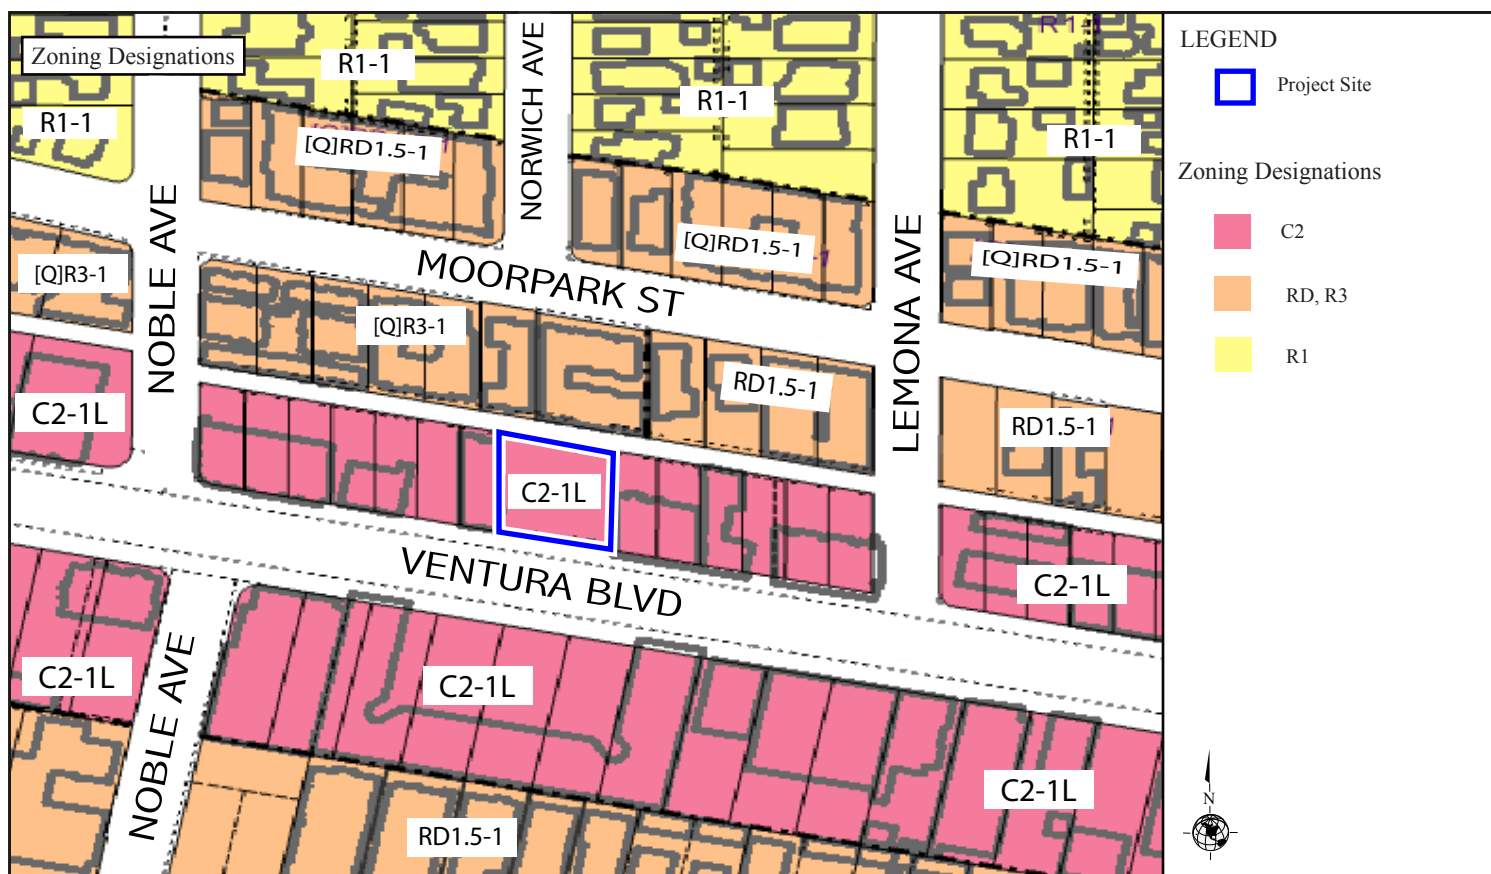 Zoning Designations
R1-1
R1-1
R1-1
R1-1
R1-1
[Q]RD1.5-1
[Q]RD1.5-1
[Q]RD1.5-1
NORWICH AVE
NOBLE AVE
LEMONA AVE
MOORPARK ST
[Q]R3-1
[Q]R3-1
RD1.5-1
RD1.5-1
C2-1L
C2-1L
C2-1L
VENTURA BLVD
C2-1L
C2-1L
C2-1L
NOBLE AVE
RD1.5-1
LEGEND
Project Site
Zoning Designations
C2
RD, R3
R1
N